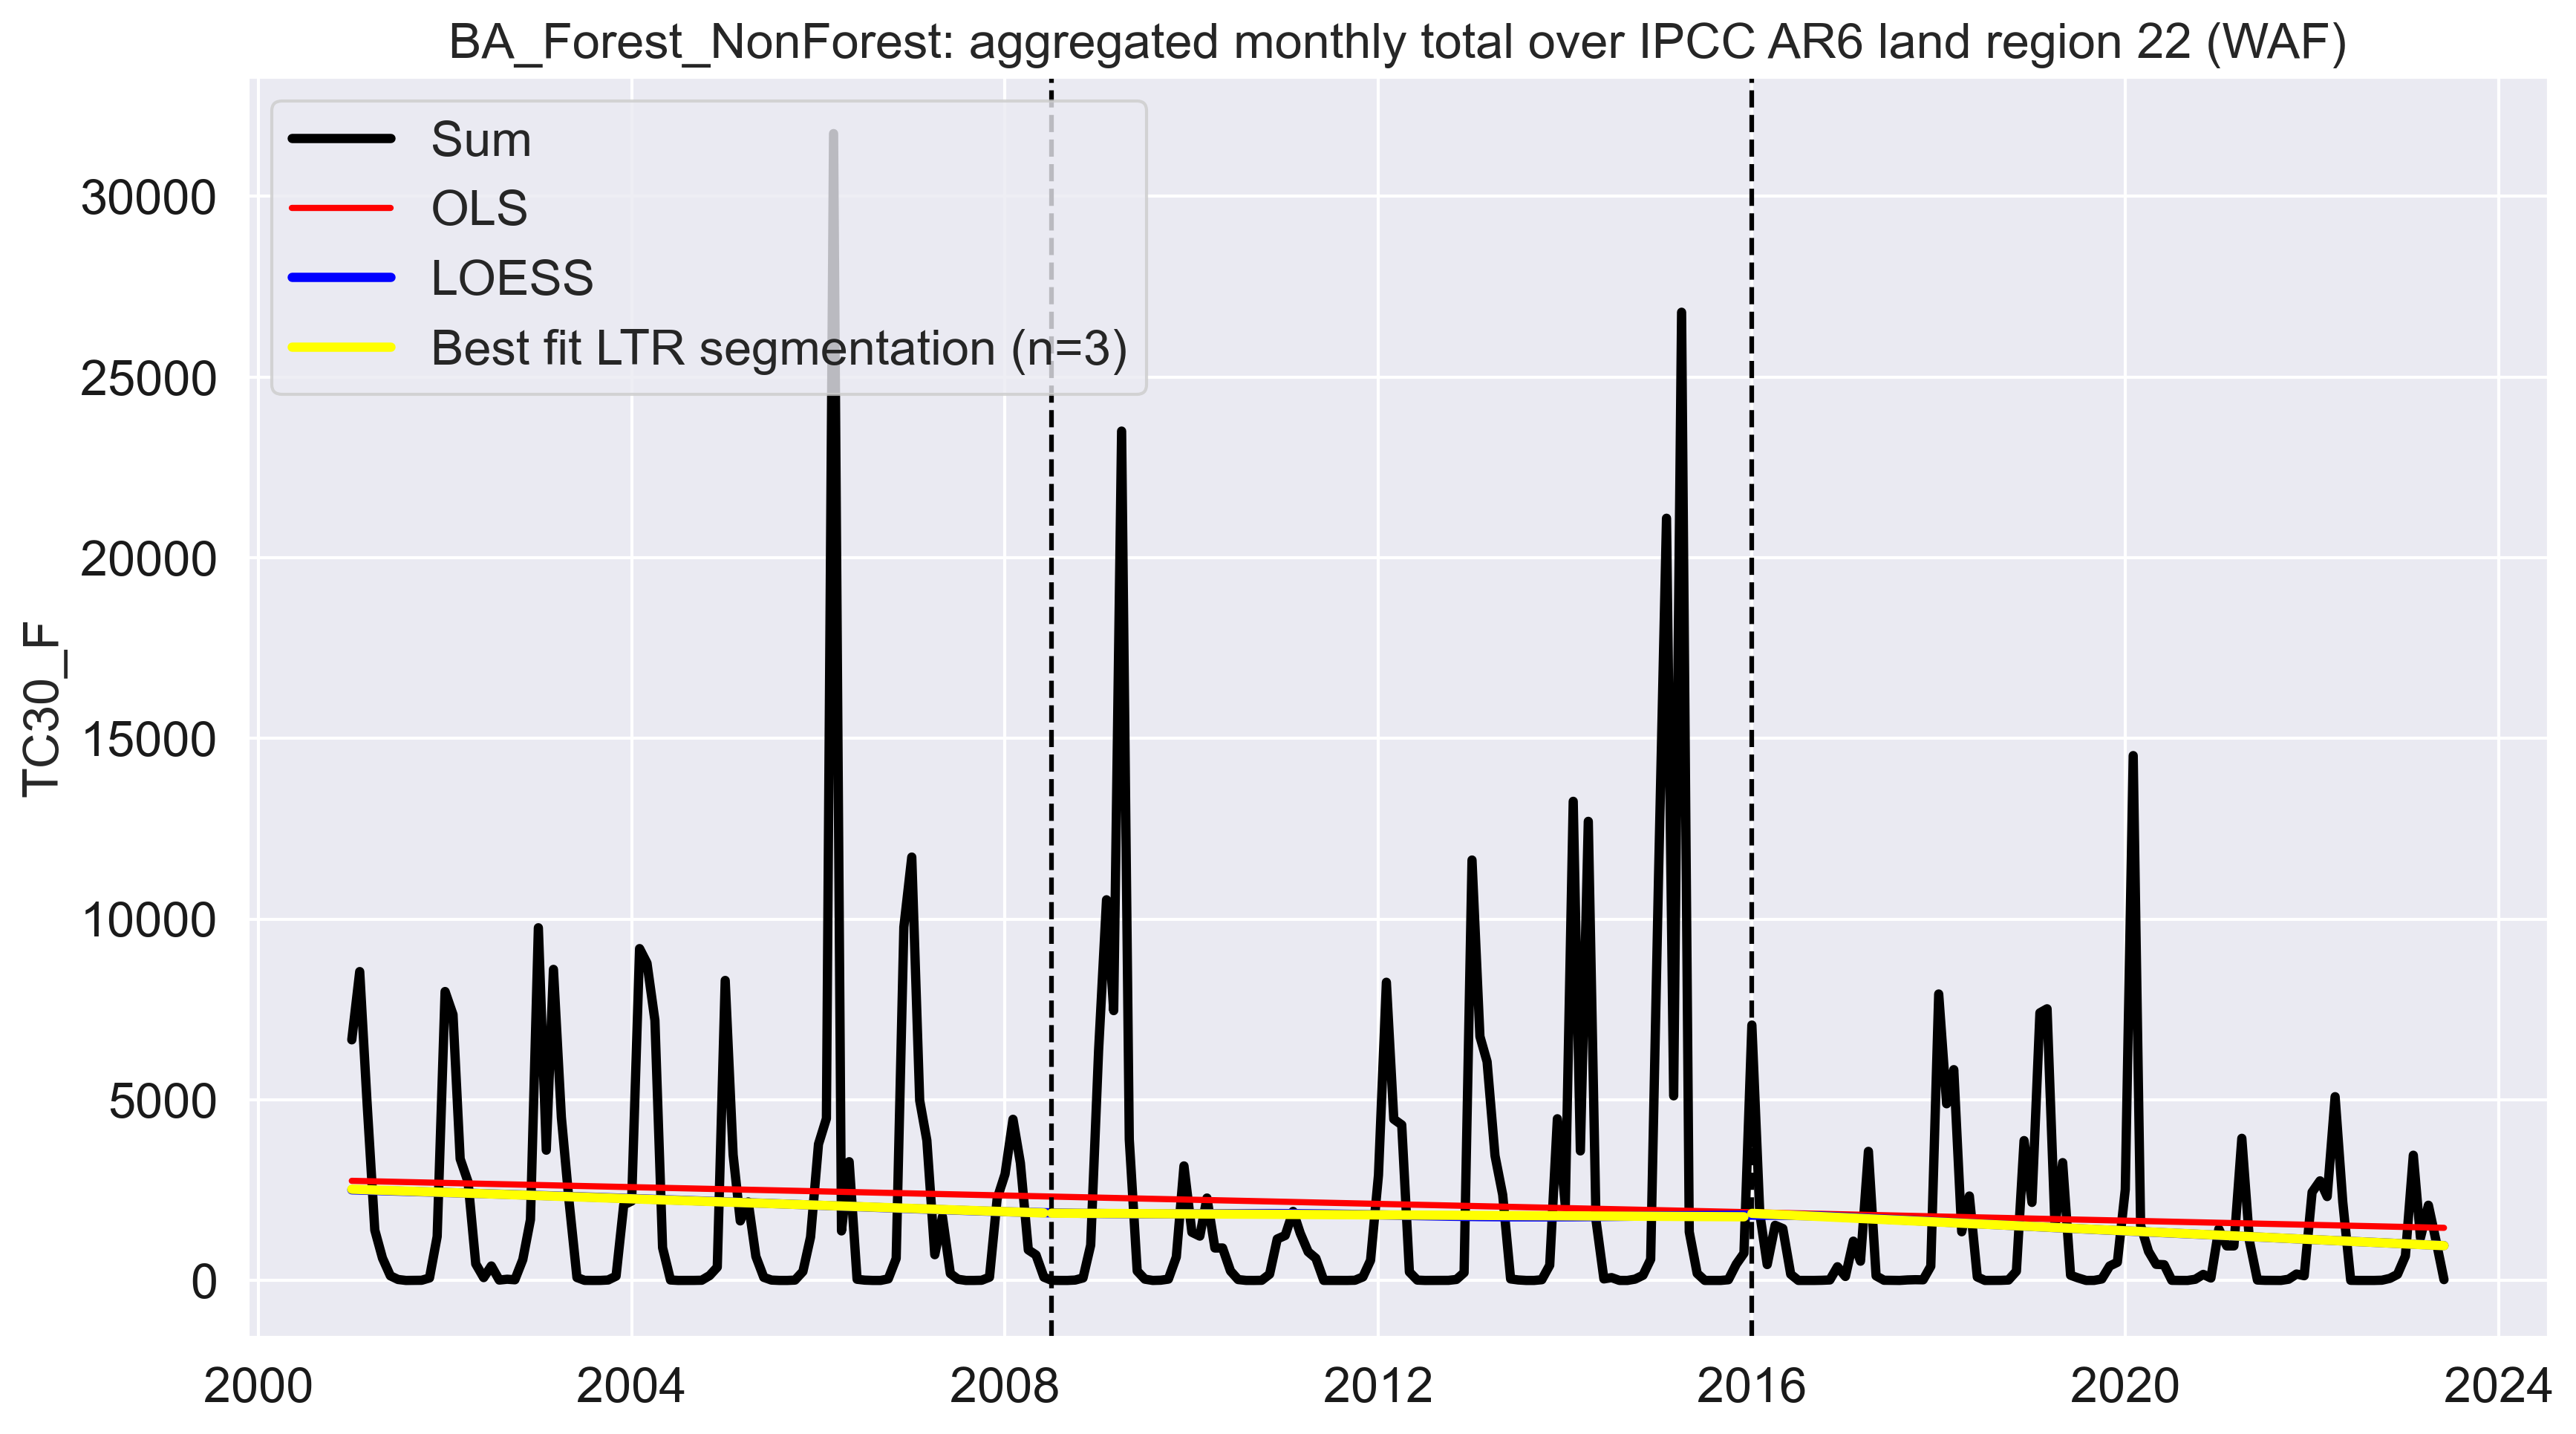 BA_Forest_NonForest: aggregated monthly total over IPCC AR6 land region 22 (WAF)
Sum
OLS
LOESS
Best fit LTR segmentation (n=3)
TC30_F
30000
25000
20000
15000
10000
5000
0
2000 2004 2008 2012 2016 2020 2024